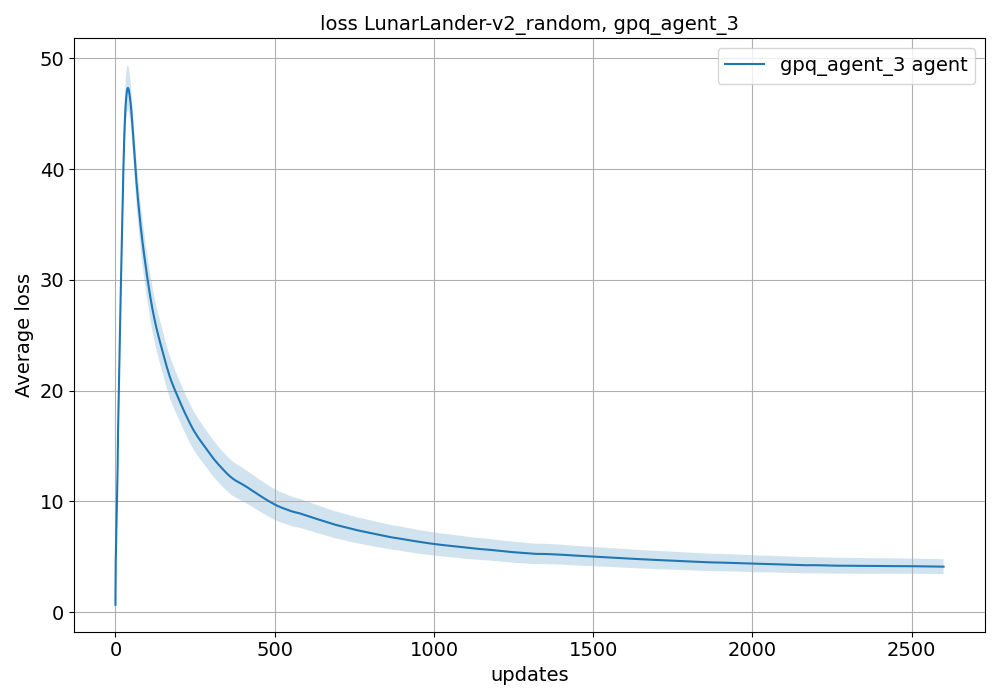 loss LunarLander-v2_random, gpq_agent_3
gpq_agent_3 agent
Average loss
50
40
30
20
10
0
0 500 1000 1500 2000 2500
updates